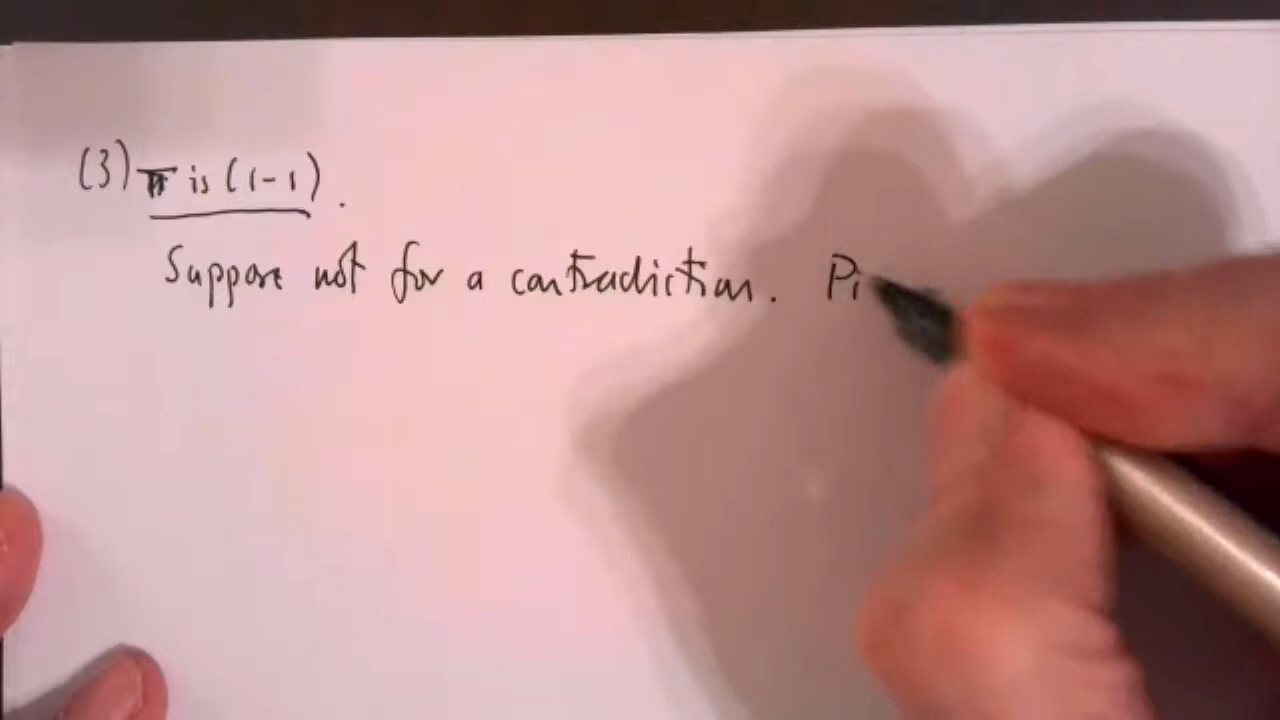 (3) π is (1-1).
Suppose not for a contradiction. Pi